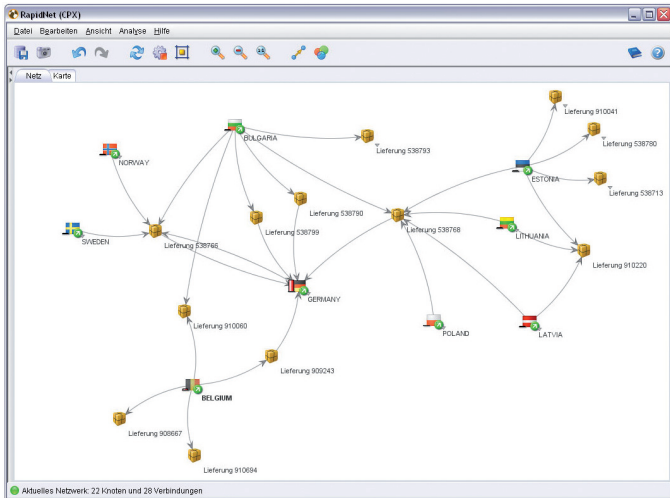 RapidNet (CPX)
Datei Bearbeiten Ansicht Analyse Hilfe
Netz Karte
Lieferung 910041
BULGARIA
Lieferung 538780
Lieferung 538793
NORWAY
ESTONIA
Lieferung 538713
Lieferung 538790
Lieferung 538799
Lieferung 538768
LITHUANIA
SWEDEN
Lieferung 538766
Lieferung 910220
GERMANY
Lieferung 910060
POLAND
LATVIA
Lieferung 909243
BELGIUM
Lieferung 908667
Lieferung 910694
Aktuelles Netzwerk: 22 Knoten und 28 Verbindungen